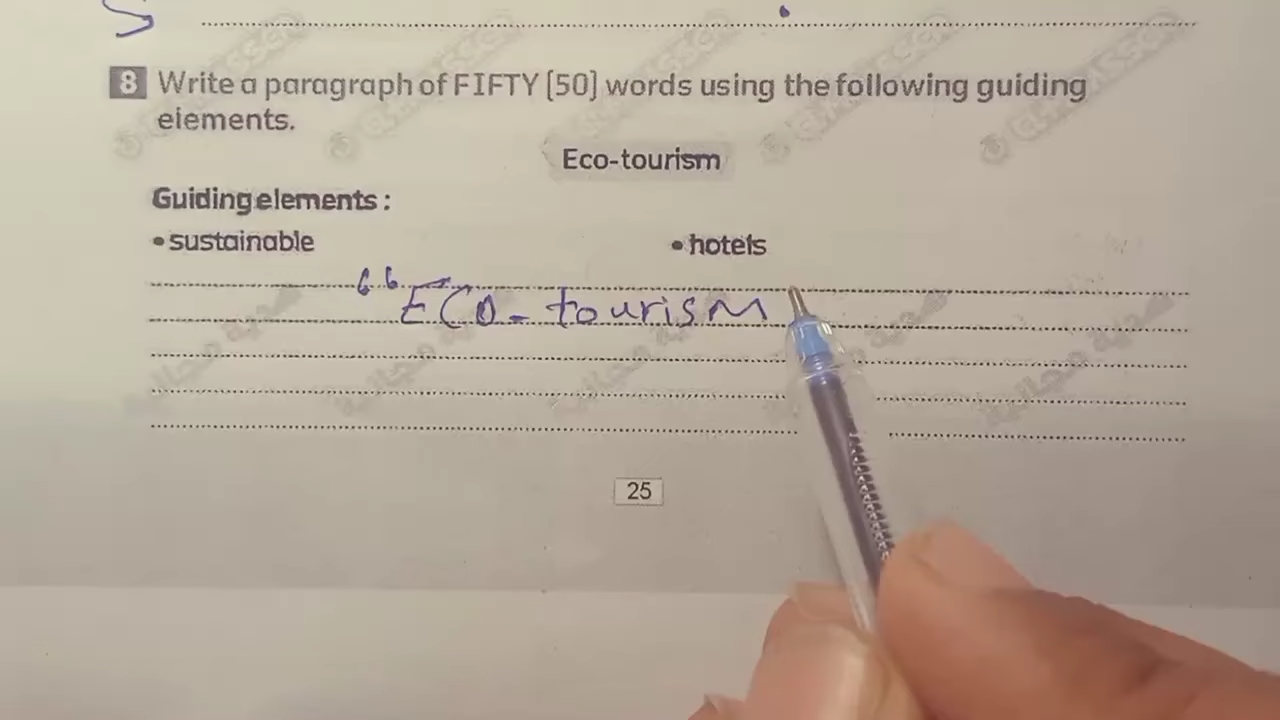 8 Write a paragraph of FIFTY (50) words using the following guiding
elements.
Eco-tourism
Guiding elements :
• sustainable • hotels
“ECO-tourism
25